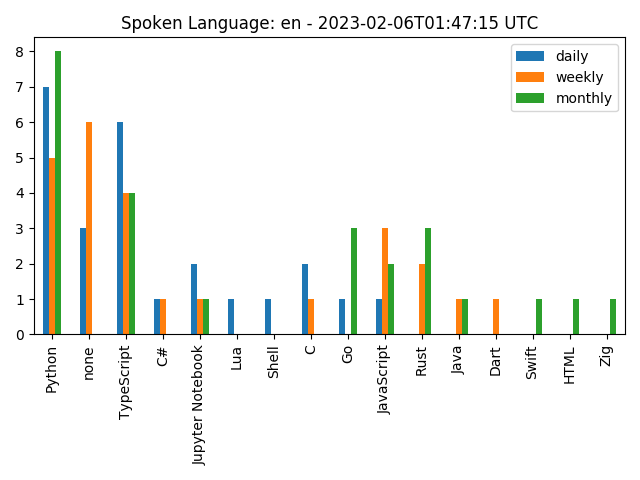 Spoken Language: en - 2023-02-06T01:47:15 UTC
daily
weekly
monthly
8
7
6
5
4
3
2
1
0
Python
none
TypeScript
C#
Jupyter Notebook
Lua
Shell
C
Go
JavaScript
Rust
Java
Dart
Swift
HTML
Zig